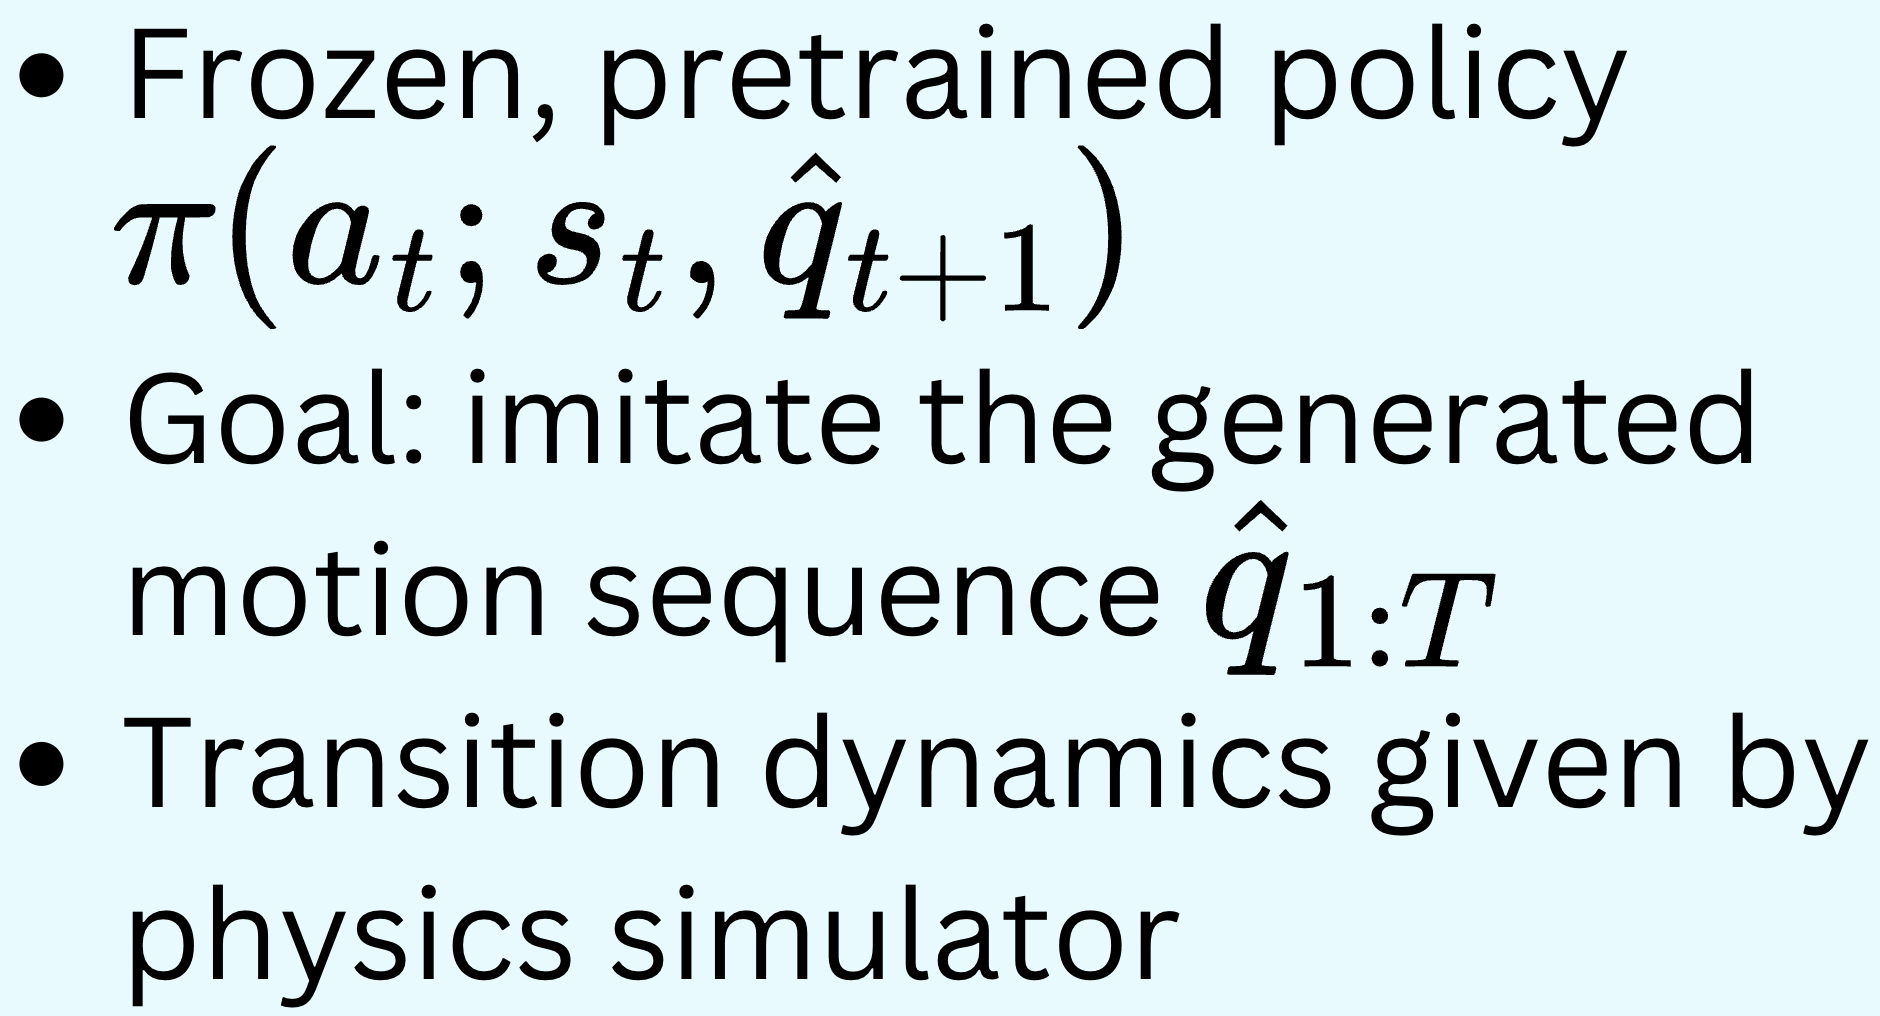 • Frozen, pretrained policy
π(a_t; s_t, q̂_{t+1})
• Goal: imitate the generated
motion sequence q̂_{1:T}
• Transition dynamics given by
physics simulator